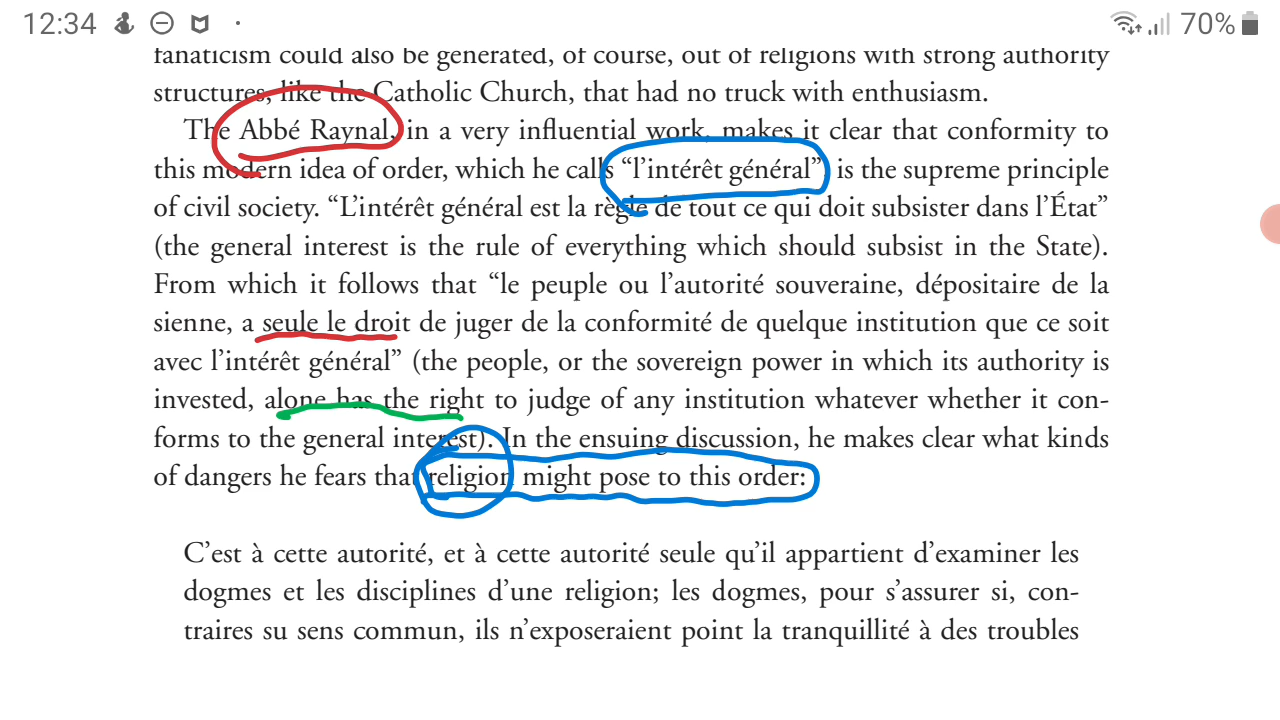 12:34
70%
fanaticism could also be generated, of course, out of religions with strong authority
structures, like the Catholic Church, that had no truck with enthusiasm.
The Abbé Raynal, in a very influential work, makes it clear that conformity to
this modern idea of order, which he calls “l’intérêt général”, is the supreme principle
of civil society. “L’intérêt général est la règle de tout ce qui doit subsister dans l’État”
(the general interest is the rule of everything which should subsist in the State).
From which it follows that “le peuple ou l’autorité souveraine, dépositaire de la
sienne, a seule le droit de juger de la conformité de quelque institution que ce soit
avec l’intérêt général” (the people, or the sovereign power in which its authority is
invested, alone has the right to judge of any institution whatever whether it con-
forms to the general interest). In the ensuing discussion, he makes clear what kinds
of dangers he fears that religion might pose to this order:
C’est à cette autorité, et à cette autorité seule qu’il appartient d’examiner les
dogmes et les disciplines d’une religion; les dogmes, pour s’assurer si, con-
traires su sens commun, ils n’exposeraient point la tranquillité à des troubles